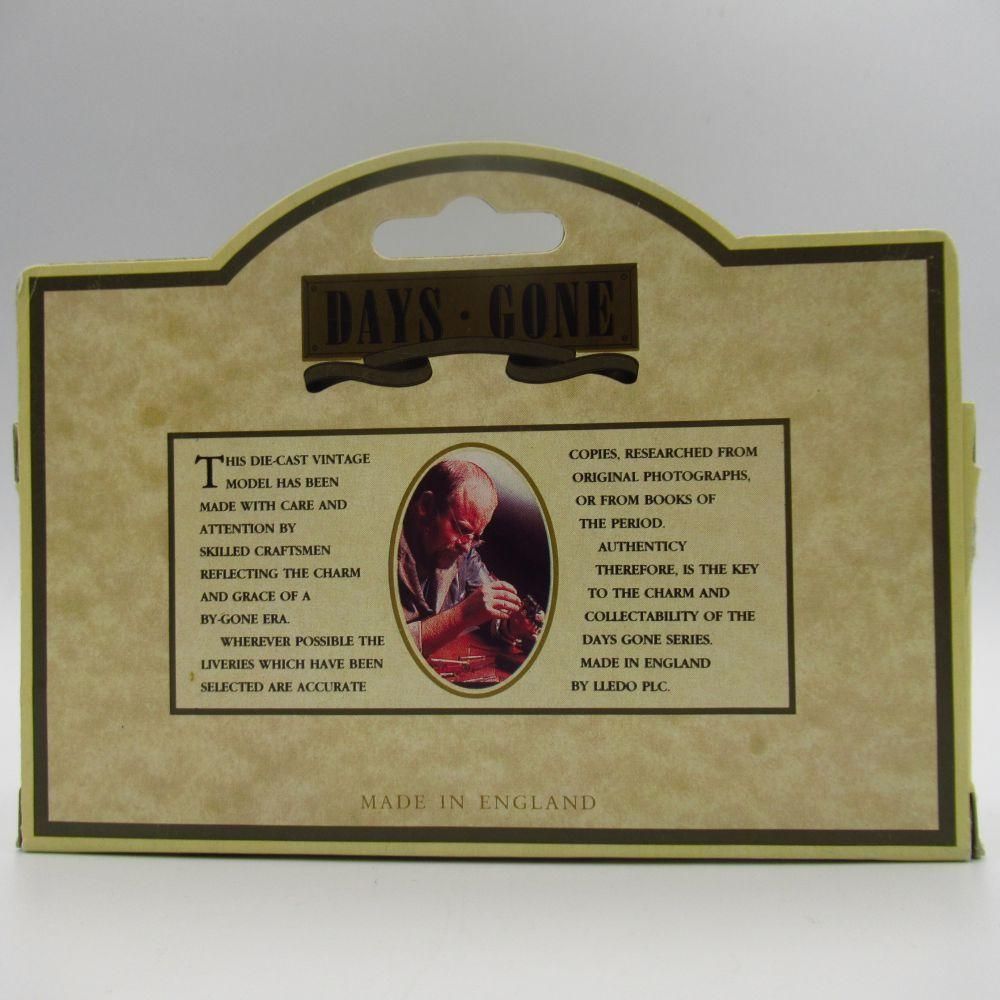 DAYS · GONE
THIS DIE-CAST VINTAGE
MODEL HAS BEEN
MADE WITH CARE AND
ATTENTION BY
SKILLED CRAFTSMEN
REFLECTING THE CHARM
AND GRACE OF A
BY-GONE ERA.
WHEREVER POSSIBLE THE
LIVERIES WHICH HAVE BEEN
SELECTED ARE ACCURATE
COPIES, RESEARCHED FROM
ORIGINAL PHOTOGRAPHS,
OR FROM BOOKS OF
THE PERIOD.
AUTHENTICY
THEREFORE, IS THE KEY
TO THE CHARM AND
COLLECTABILITY OF THE
DAYS GONE SERIES.
MADE IN ENGLAND
BY LLEDO PLC.
MADE IN ENGLAND